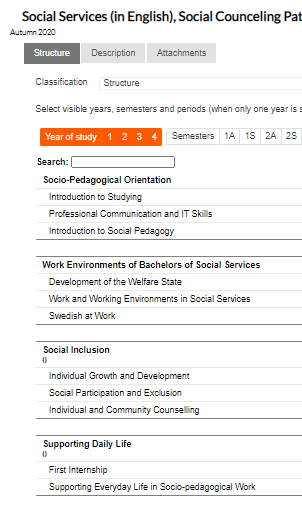 Social Services (in English), Social Counceling Pat
Autumn 2020
Structure Description Attachments
Classification Structure
Select visible years, semesters and periods (when only one year is s
Year of study 1 2 3 4 Semesters 1A 1S 2A 2S
Search:
Socio-Pedagogical Orientation
Introduction to Studying
Professional Communication and IT Skills
Introduction to Social Pedagogy
Work Environments of Bachelors of Social Services
Development of the Welfare State
Work and Working Environments in Social Services
Swedish at Work
Social Inclusion
()
Individual Growth and Development
Social Participation and Exclusion
Individual and Community Counselling
Supporting Daily Life
()
First Internship
Supporting Everyday Life in Socio-pedagogical Work